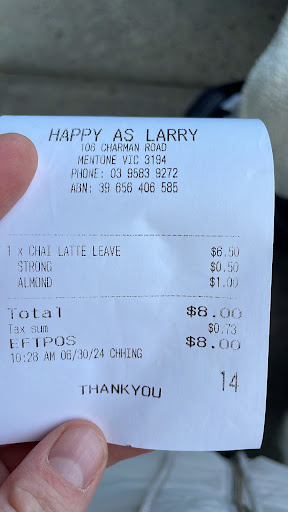 HAPPY AS LARRY
106 CHARMAN ROAD
MENTONE VIC 3194
PHONE: 03 9583 9272
ABN: 39 656 406 585
1 x CHAI LATTE LEAVE $6.50
STRONG $0.50
ALMOND $1.00
Total $8.00
Tax sum $0.73
EFTPOS $8.00
10:28 AM 06/30/24 CHHING
14
THANKYOU